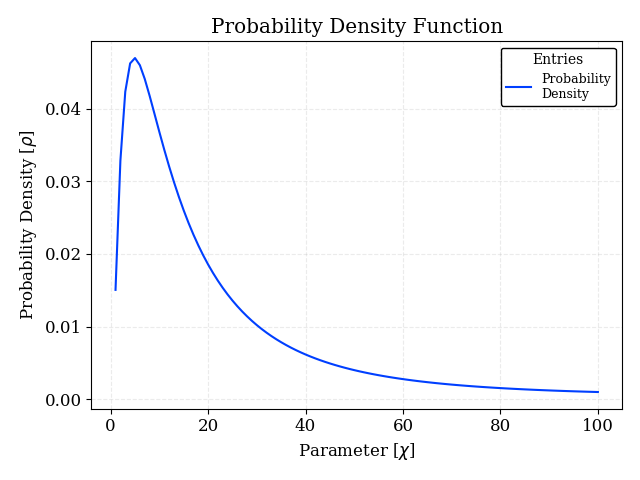 Probability Density Function
Entries
Probability
Density
Probability Density [ρ]
0.04
0.03
0.02
0.01
0.00
0 20 40 60 80 100
Parameter [χ]